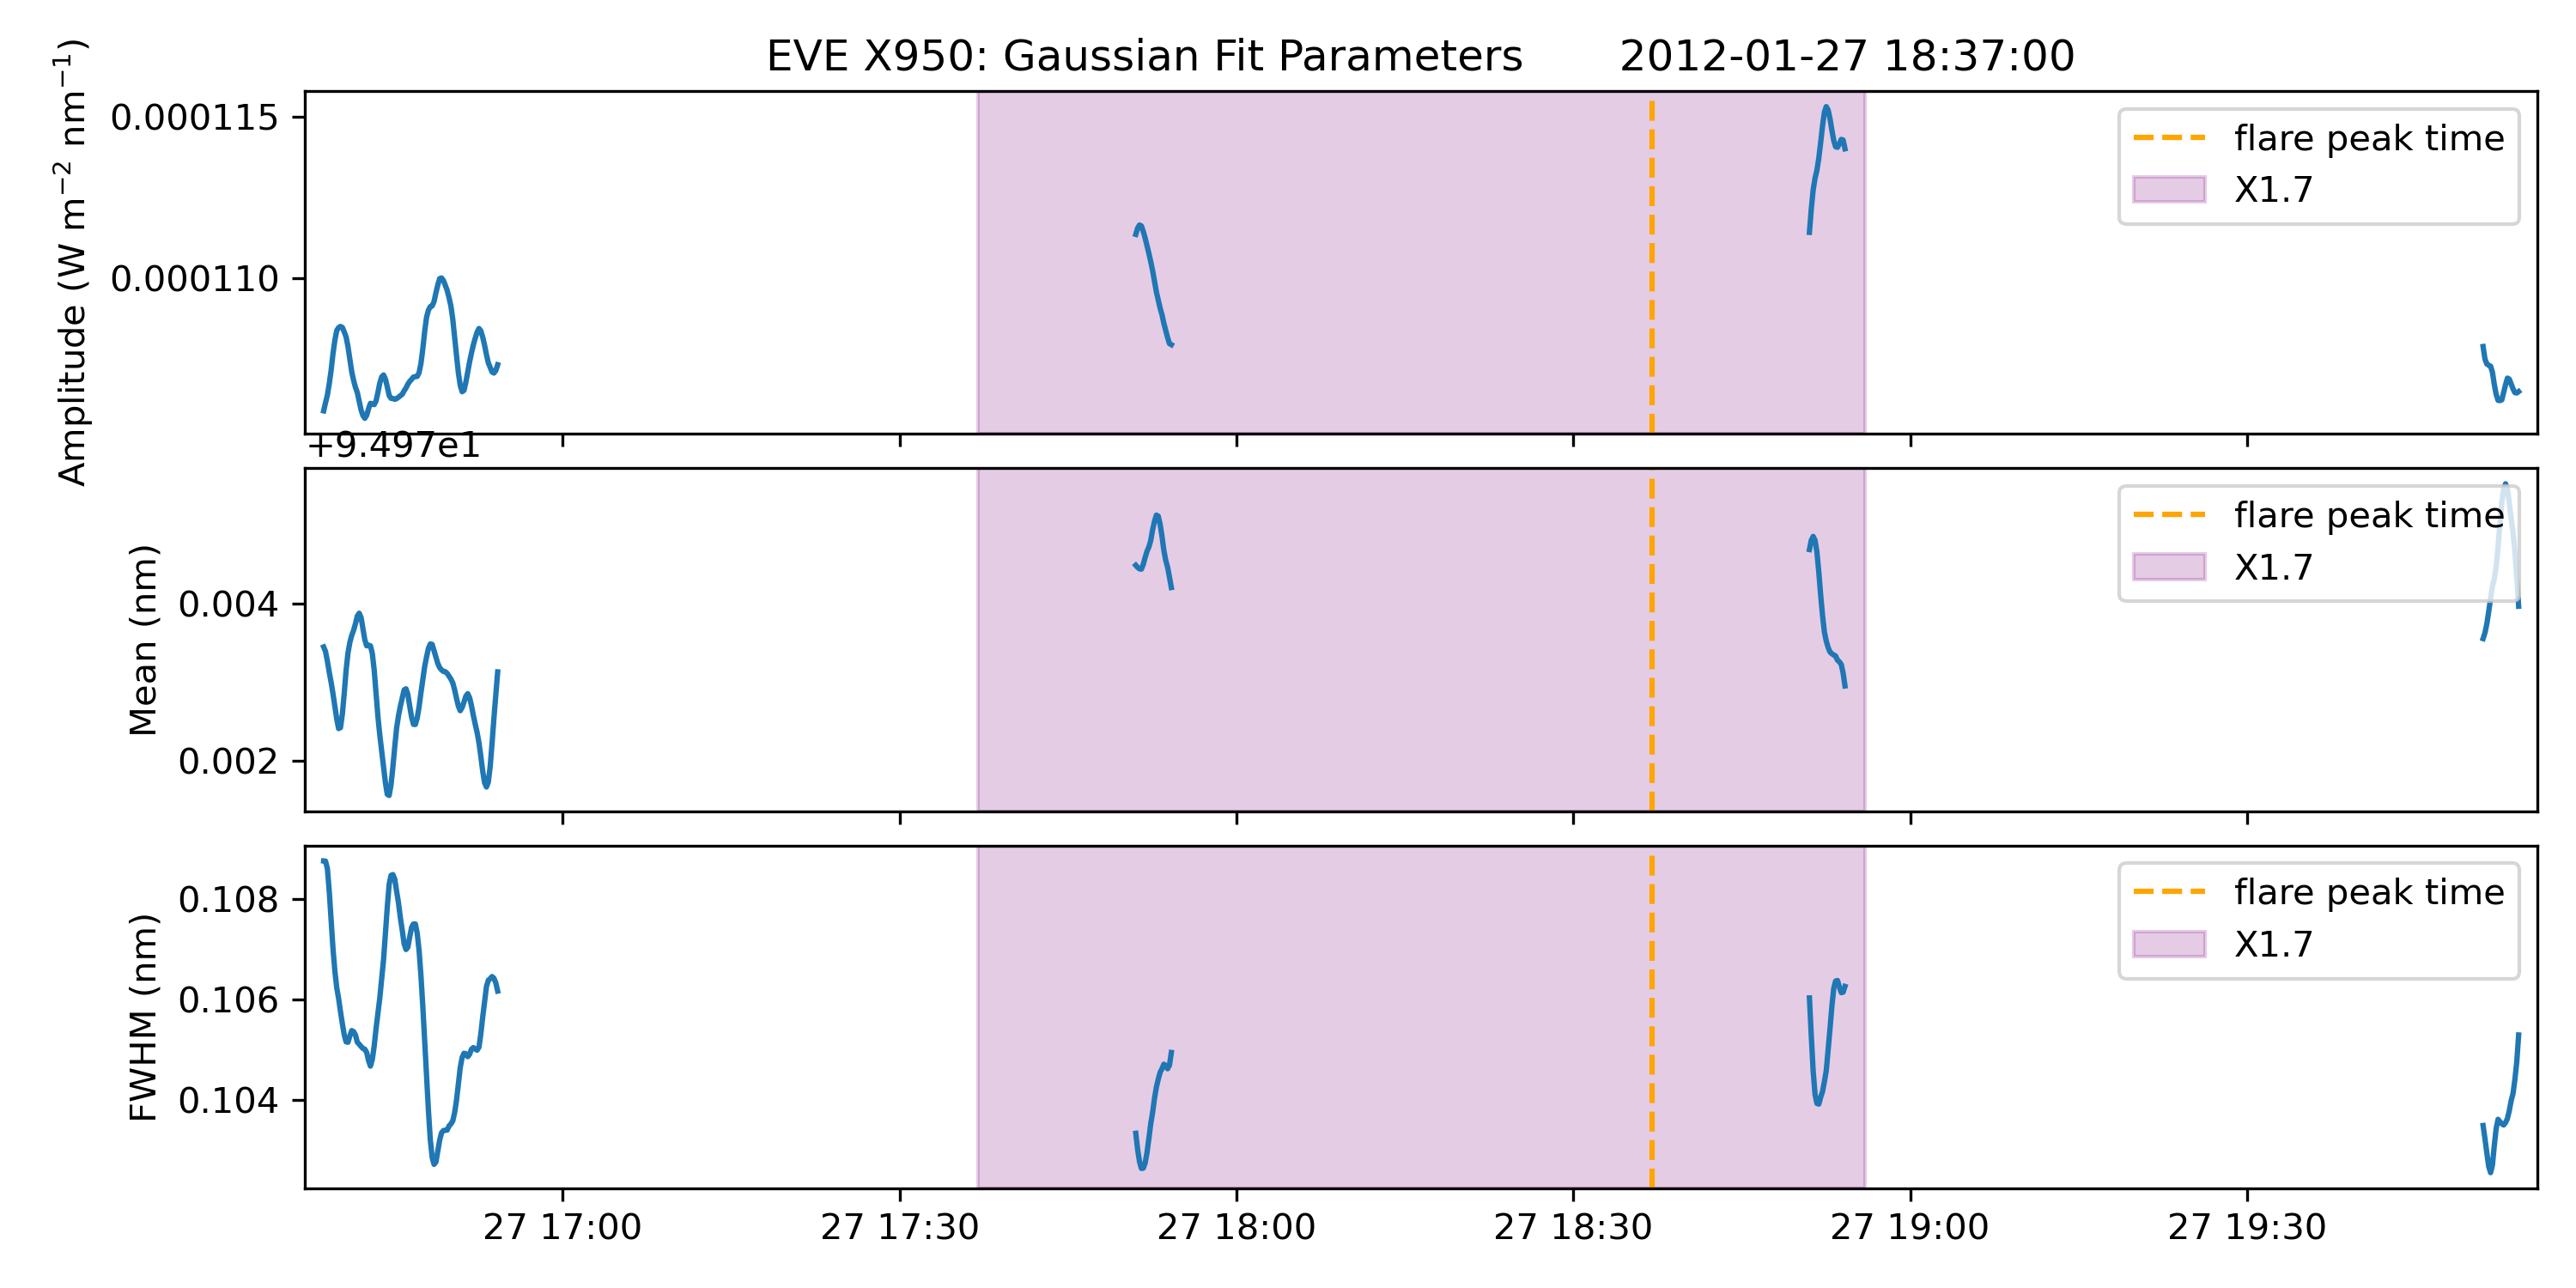 EVE X950: Gaussian Fit Parameters 2012-01-27 18:37:00
Amplitude (W m⁻² nm⁻¹)
0.000115
0.000110
flare peak time
X1.7
+9.497e1
Mean (nm)
0.004
0.002
flare peak time
X1.7
FWHM (nm)
0.108
0.106
0.104
flare peak time
X1.7
27 17:00 27 17:30 27 18:00 27 18:30 27 19:00 27 19:30